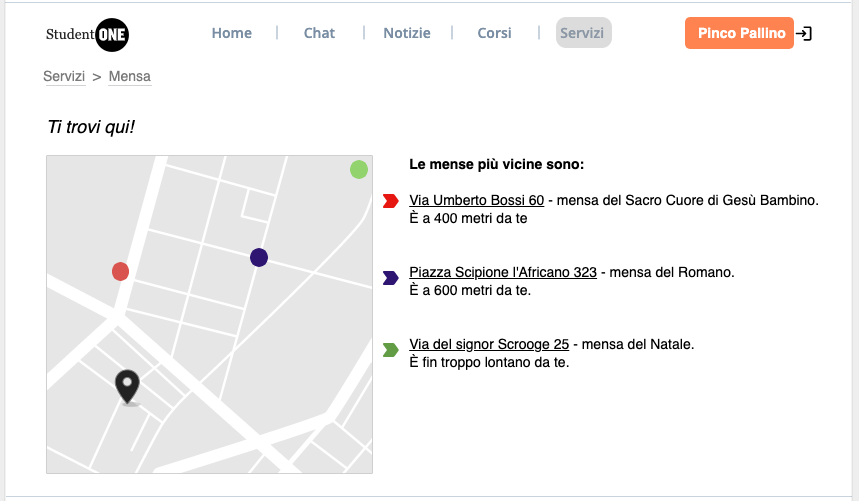 StudentONE
Home | Chat | Notizie | Corsi | Servizi
Pinco Pallino
Servizi > Mensa
Ti trovi qui!
Le mense più vicine sono:
Via Umberto Bossi 60 - mensa del Sacro Cuore di Gesù Bambino.
È a 400 metri da te
Piazza Scipione l'Africano 323 - mensa del Romano.
È a 600 metri da te.
Via del signor Scrooge 25 - mensa del Natale.
È fin troppo lontano da te.